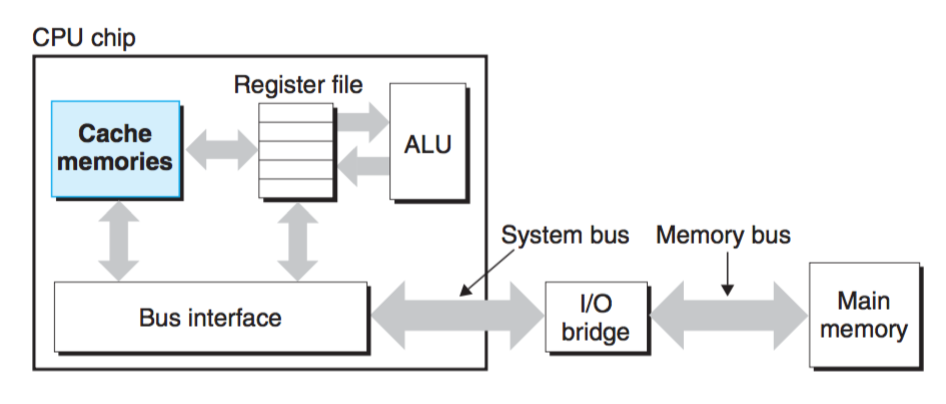 CPU chip
Register file
Cache
memories
ALU
System bus
Memory bus
Bus interface
I/O
bridge
Main
memory